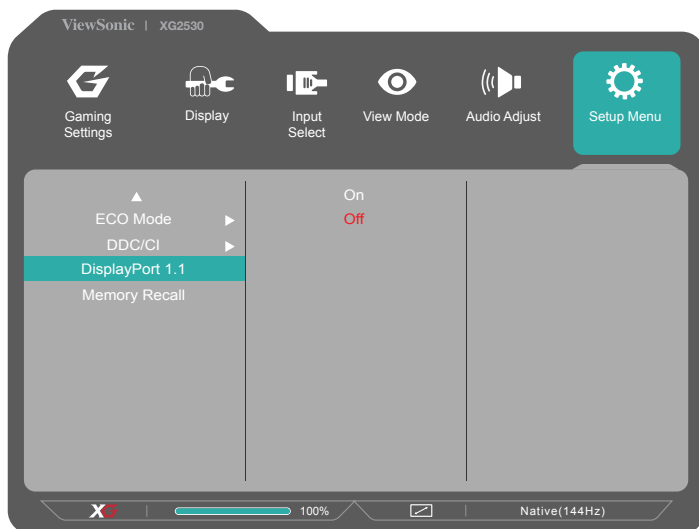 ViewSonic | XG2530
Gaming
Settings
Display
Input
Select
View Mode
Audio Adjust
Setup Menu
ECO Mode
DDC/CI
DisplayPort 1.1
Memory Recall
On
Off
XG | 100% | Native(144Hz)